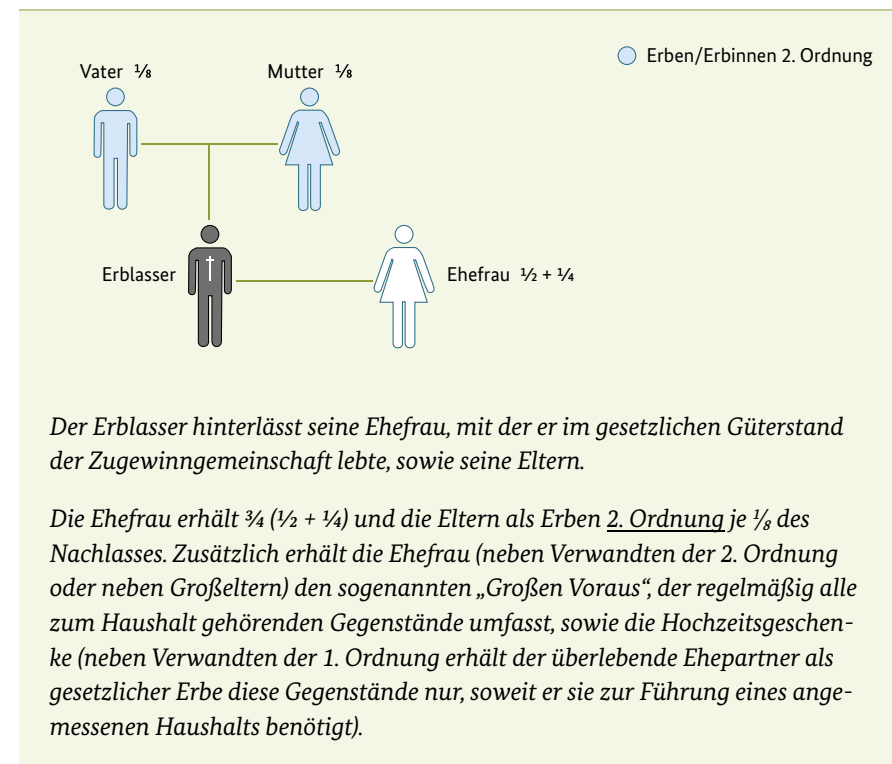 Vater ⅛ Mutter ⅛
Erben/Erbinnen 2. Ordnung
Erblasser
Ehefrau ½ + ¼
Der Erblasser hinterlässt seine Ehefrau, mit der er im gesetzlichen Güterstand
der Zugewinngemeinschaft lebte, sowie seine Eltern.
Die Ehefrau erhält ¾ (½ + ¼) und die Eltern als Erben 2. Ordnung je ⅛ des
Nachlasses. Zusätzlich erhält die Ehefrau (neben Verwandten der 2. Ordnung
oder neben Großeltern) den sogenannten „Großen Voraus“, der regelmäßig alle
zum Haushalt gehörenden Gegenstände umfasst, sowie die Hochzeitsgeschen-
ke (neben Verwandten der 1. Ordnung erhält der überlebende Ehepartner als
gesetzlicher Erbe diese Gegenstände nur, soweit er sie zur Führung eines ange-
messenen Haushalts benötigt).